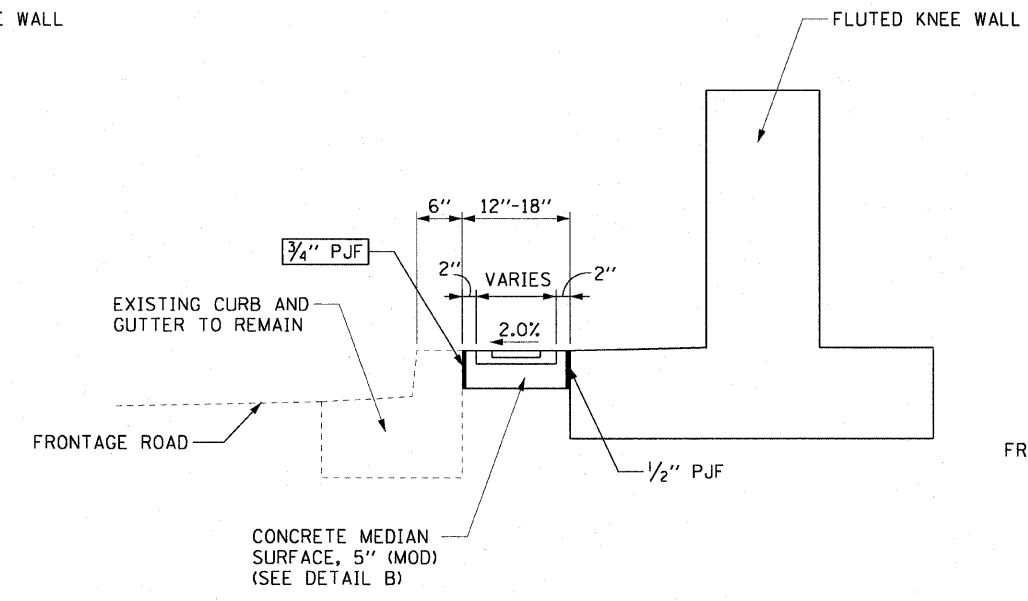 E WALL
FLUTED KNEE WALL
6" 12"-18"
3/4" PJF
2" VARIES 2"
EXISTING CURB AND
GUTTER TO REMAIN
2.0%
FRONTAGE ROAD
FR
1/2" PJF
CONCRETE MEDIAN
SURFACE, 5" (MOD)
(SEE DETAIL B)